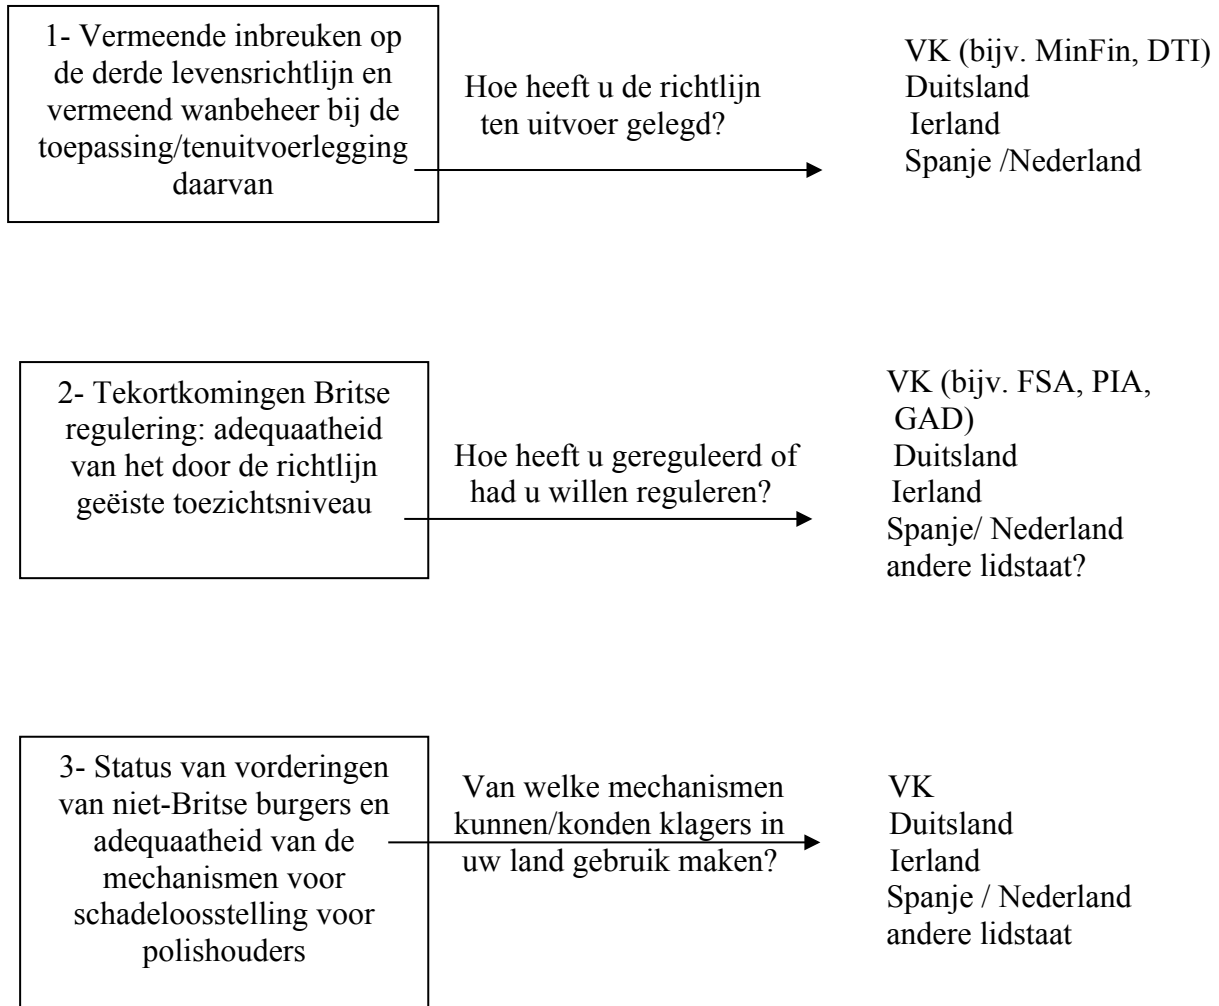 1- Vermeende inbreuken op
de derde levensrichtlijn en
vermeend wanbeheer bij de
toepassing/tenuitvoerlegging
daarvan
Hoe heeft u de richtlijn
ten uitvoer gelegd?
VK (bijv. MinFin, DTI)
Duitsland
Ierland
Spanje /Nederland
2- Tekortkomingen Britse
regulering: adequaatheid
van het door de richtlijn
geëiste toezichtsniveau
Hoe heeft u gereguleerd of
had u willen reguleren?
VK (bijv. FSA, PIA,
GAD)
Duitsland
Ierland
Spanje/ Nederland
andere lidstaat?
3- Status van vorderingen
van niet-Britse burgers en
adequaatheid van de
mechanismen voor
schadeloosstelling voor
polishouders
Van welke mechanismen
kunnen/konden klagers in
uw land gebruik maken?
VK
Duitsland
Ierland
Spanje / Nederland
andere lidstaat